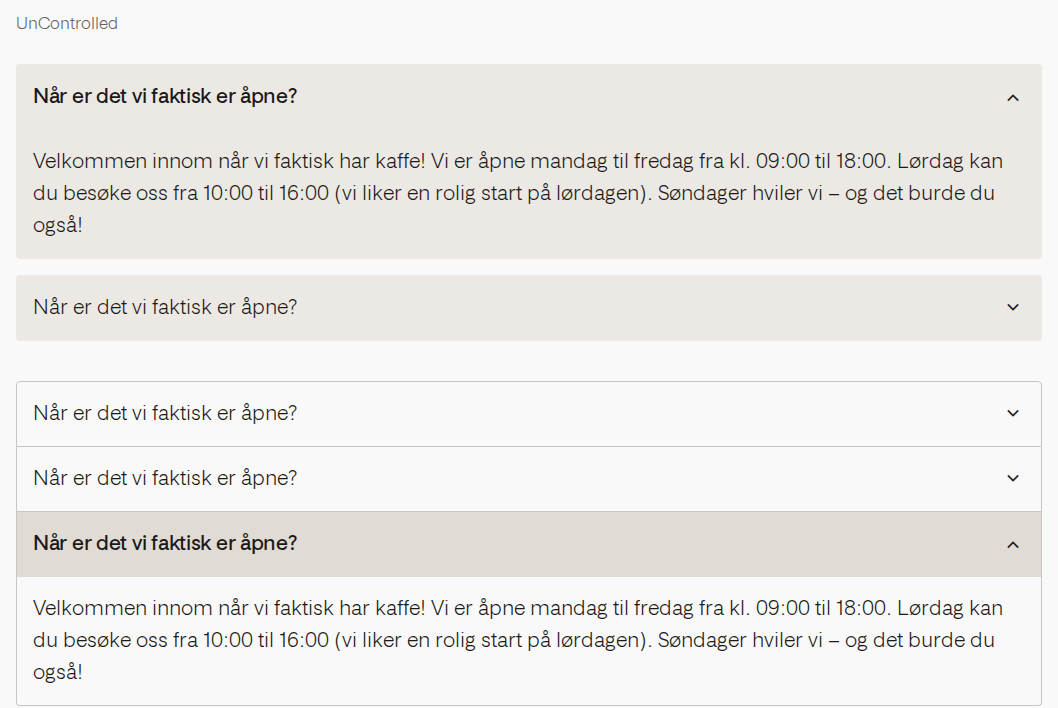 UnControlled
Når er det vi faktisk er åpne?
Velkommen innom når vi faktisk har kaffe! Vi er åpne mandag til fredag fra kl. 09:00 til 18:00. Lørdag kan
du besøke oss fra 10:00 til 16:00 (vi liker en rolig start på lørdagen). Søndager hviler vi – og det burde du
også!
Når er det vi faktisk er åpne?
Når er det vi faktisk er åpne?
Når er det vi faktisk er åpne?
Når er det vi faktisk er åpne?
Velkommen innom når vi faktisk har kaffe! Vi er åpne mandag til fredag fra kl. 09:00 til 18:00. Lørdag kan
du besøke oss fra 10:00 til 16:00 (vi liker en rolig start på lørdagen). Søndager hviler vi – og det burde du
også!